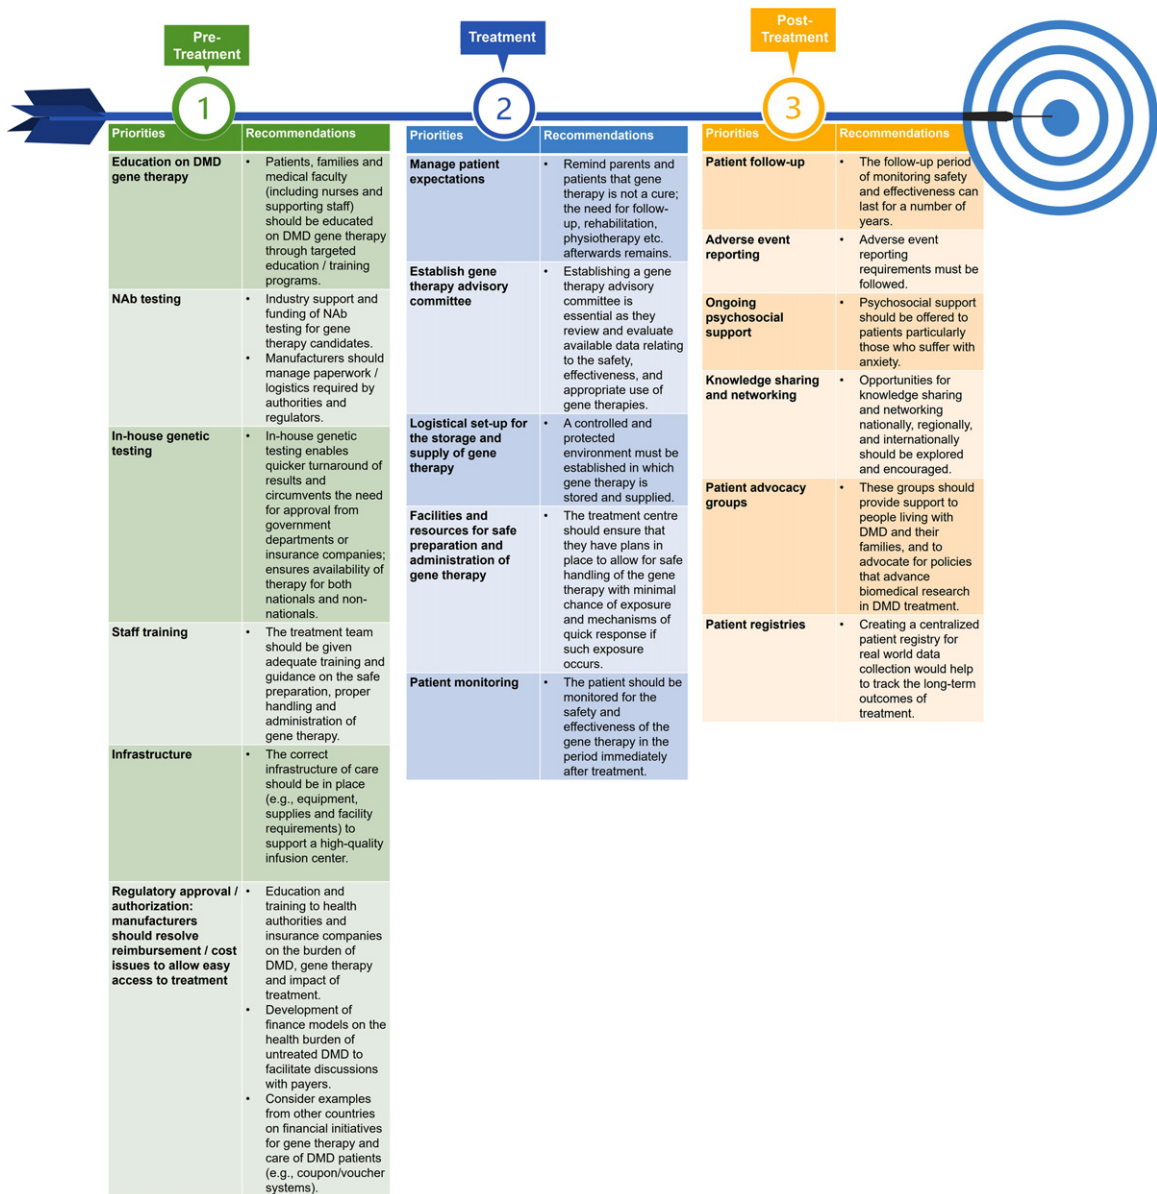 Pre-
Treatment
1
Priorities
Recommendations
Education on DMD
gene therapy
• Patients, families and
medical faculty
(including nurses and
supporting staff)
should be educated
on DMD gene therapy
through targeted
education / training
programs.
NAb testing
• Industry support and
funding of NAb
testing for gene
therapy candidates.
• Manufacturers should
manage paperwork /
logistics required by
authorities and
regulators.
In-house genetic
testing
• In-house genetic
testing enables
quicker turnaround of
results and
circumvents the need
for approval from
government
departments or
insurance companies;
ensures availability of
therapy for both
nationals and non-
nationals.
Staff training
• The treatment team
should be given
adequate training and
guidance on the safe
preparation, proper
handling and
administration of
gene therapy.
Infrastructure
• The correct
infrastructure of care
should be in place
(e.g., equipment,
supplies and facility
requirements) to
support a high-quality
infusion center.
Regulatory approval /
authorization:
manufacturers
should resolve
reimbursement / cost
issues to allow easy
access to treatment
• Education and
training to health
authorities and
insurance companies
on the burden of
DMD, gene therapy
and impact of
treatment.
• Development of
finance models on the
health burden of
untreated DMD to
facilitate discussions
with payers.
• Consider examples
from other countries
on financial initiatives
for gene therapy and
care of DMD patients
(e.g., coupon/voucher
systems).
Treatment
2
Priorities
Recommendations
Manage patient
expectations
• Remind parents and
patients that gene
therapy is not a cure;
the need for follow-
up, rehabilitation,
physiotherapy etc.
afterwards remains.
Establish gene
therapy advisory
committee
• Establishing a gene
therapy advisory
committee is
essential as they
review and evaluate
available data relating
to the safety,
effectiveness, and
appropriate use of
gene therapies.
Logistical set-up for
the storage and
supply of gene
therapy
• A controlled and
protected
environment must be
established in which
gene therapy is
stored and supplied.
Facilities and
resources for safe
preparation and
administration of
gene therapy
• The treatment centre
should ensure that
they have plans in
place to allow for safe
handling of the gene
therapy with minimal
chance of exposure
and mechanisms of
quick response if
such exposure
occurs.
Patient monitoring
• The patient should be
monitored for the
safety and
effectiveness of the
gene therapy in the
period immediately
after treatment.
Post-
Treatment
3
Priorities
Recommendations
Patient follow-up
• The follow-up period
of monitoring safety
and effectiveness can
last for a number of
years.
Adverse event
reporting
• Adverse event
reporting
requirements must be
followed.
Ongoing
psychosocial
support
• Psychosocial support
should be offered to
patients particularly
those who suffer with
anxiety.
Knowledge sharing
and networking
• Opportunities for
knowledge sharing
and networking
nationally, regionally,
and internationally
should be explored
and encouraged.
Patient advocacy
groups
• These groups should
provide support to
people living with
DMD and their
families, and to
advocate for policies
that advance
biomedical research
in DMD treatment.
Patient registries
• Creating a centralized
patient registry for
real world data
collection would help
to track the long-term
outcomes of
treatment.